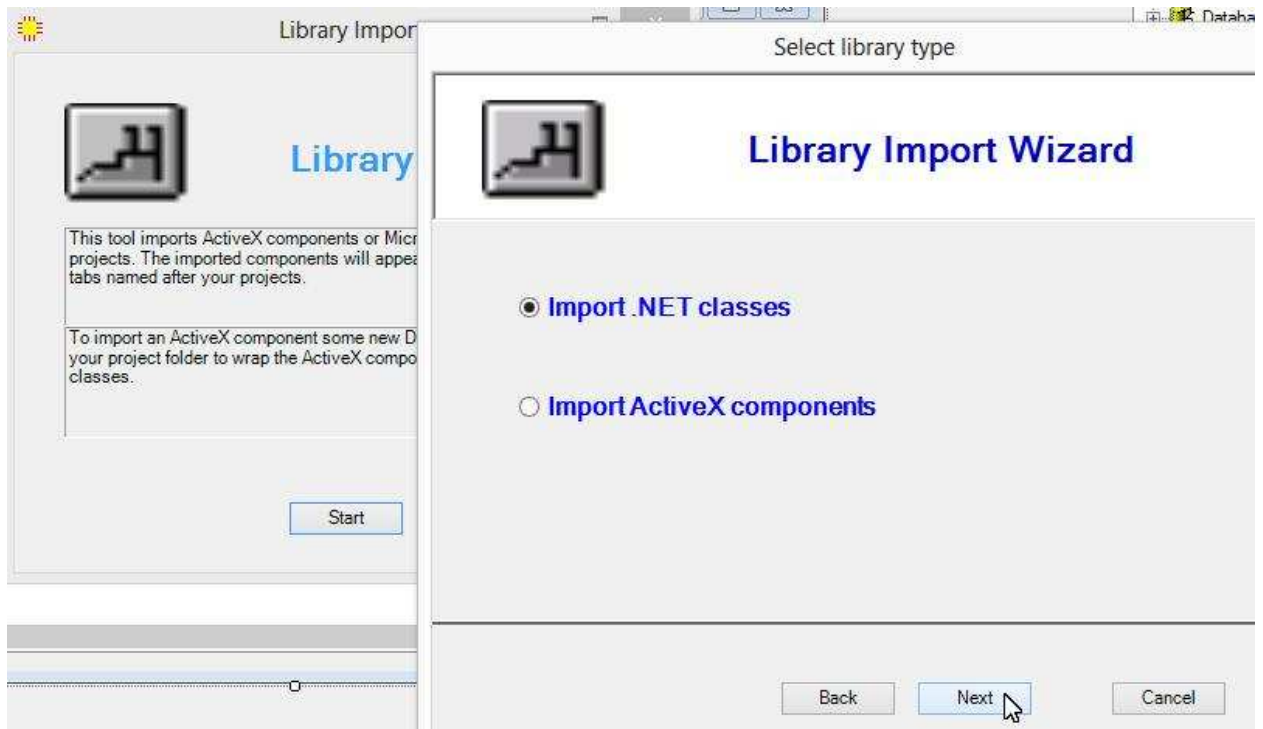 Library Impor
Select library type
Library
Library Import Wizard
This tool imports ActiveX components or Micr
projects. The imported components will appea
tabs named after your projects.
To import an ActiveX component some new D
your project folder to wrap the ActiveX compo
classes.
Start
Import .NET classes
Import ActiveX components
Back
Next
Cancel
Databa